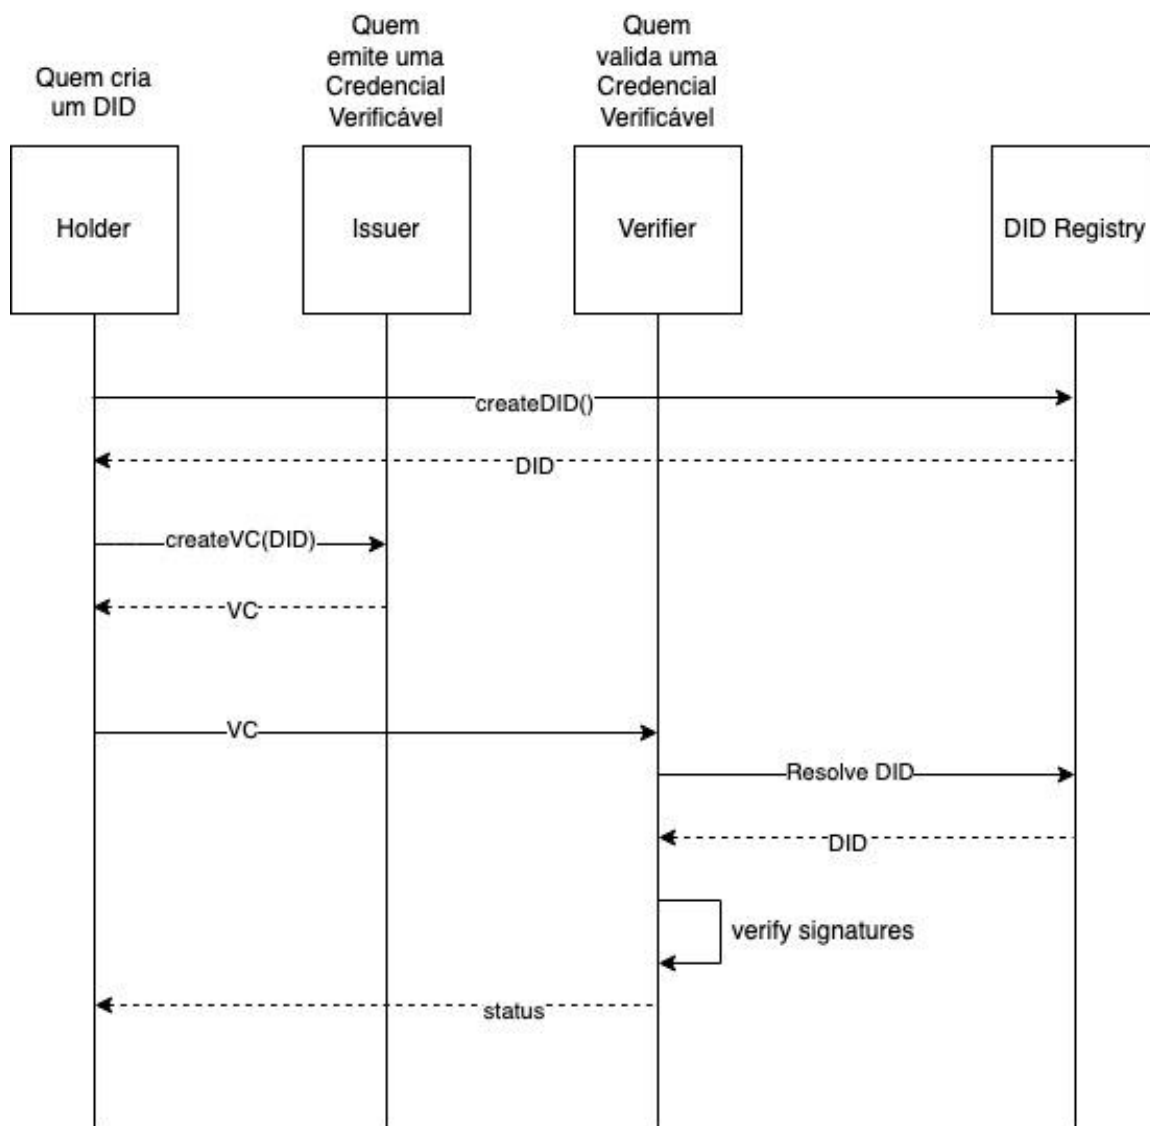 Quem cria
um DID
Quem
emite uma
Credencial
Verificável
Quem
valida uma
Credencial
Verificável
Holder
Issuer
Verifier
DID Registry
createDID()
DID
createVC(DID)
VC
VC
Resolve DID
DID
verify signatures
status